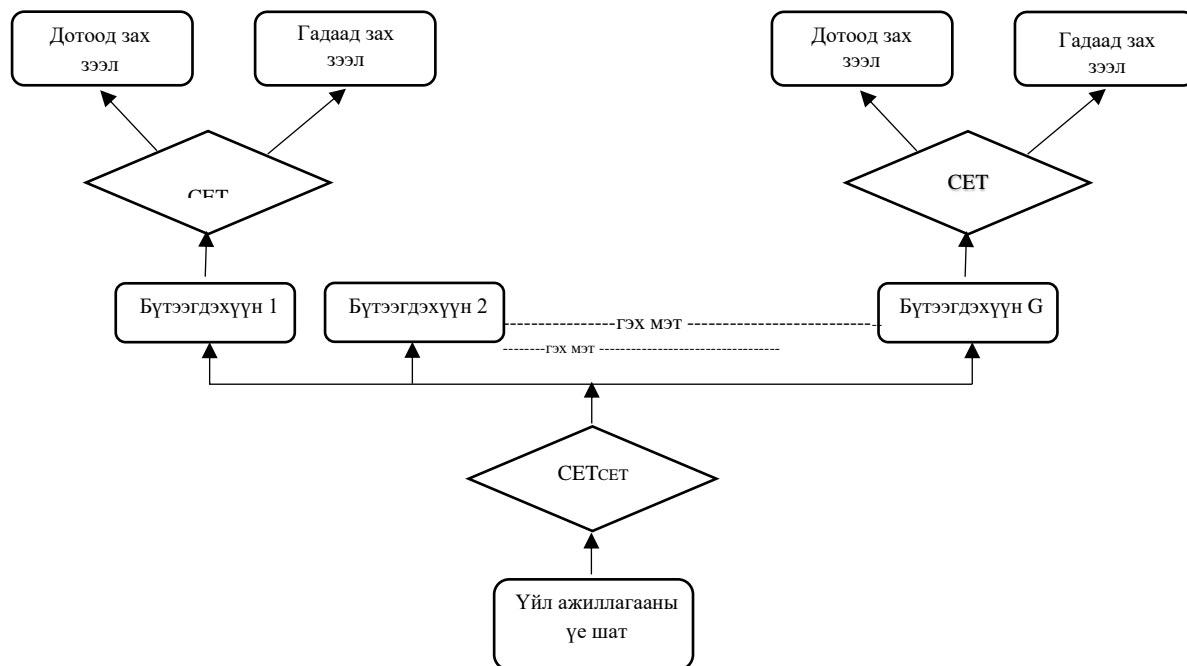 Дотоод зах
зээл
Гадаад зах
зээл
Дотоод зах
зээл
Гадаад зах
зээл
CET
CET
Бүтээгдэхүүн 1
Бүтээгдэхүүн 2
--------------гэх мэт -----------------------
Бүтээгдэхүүн G
--------гэх мэт ----------------------------------
CETCET
Үйл ажиллагааны
үе шат